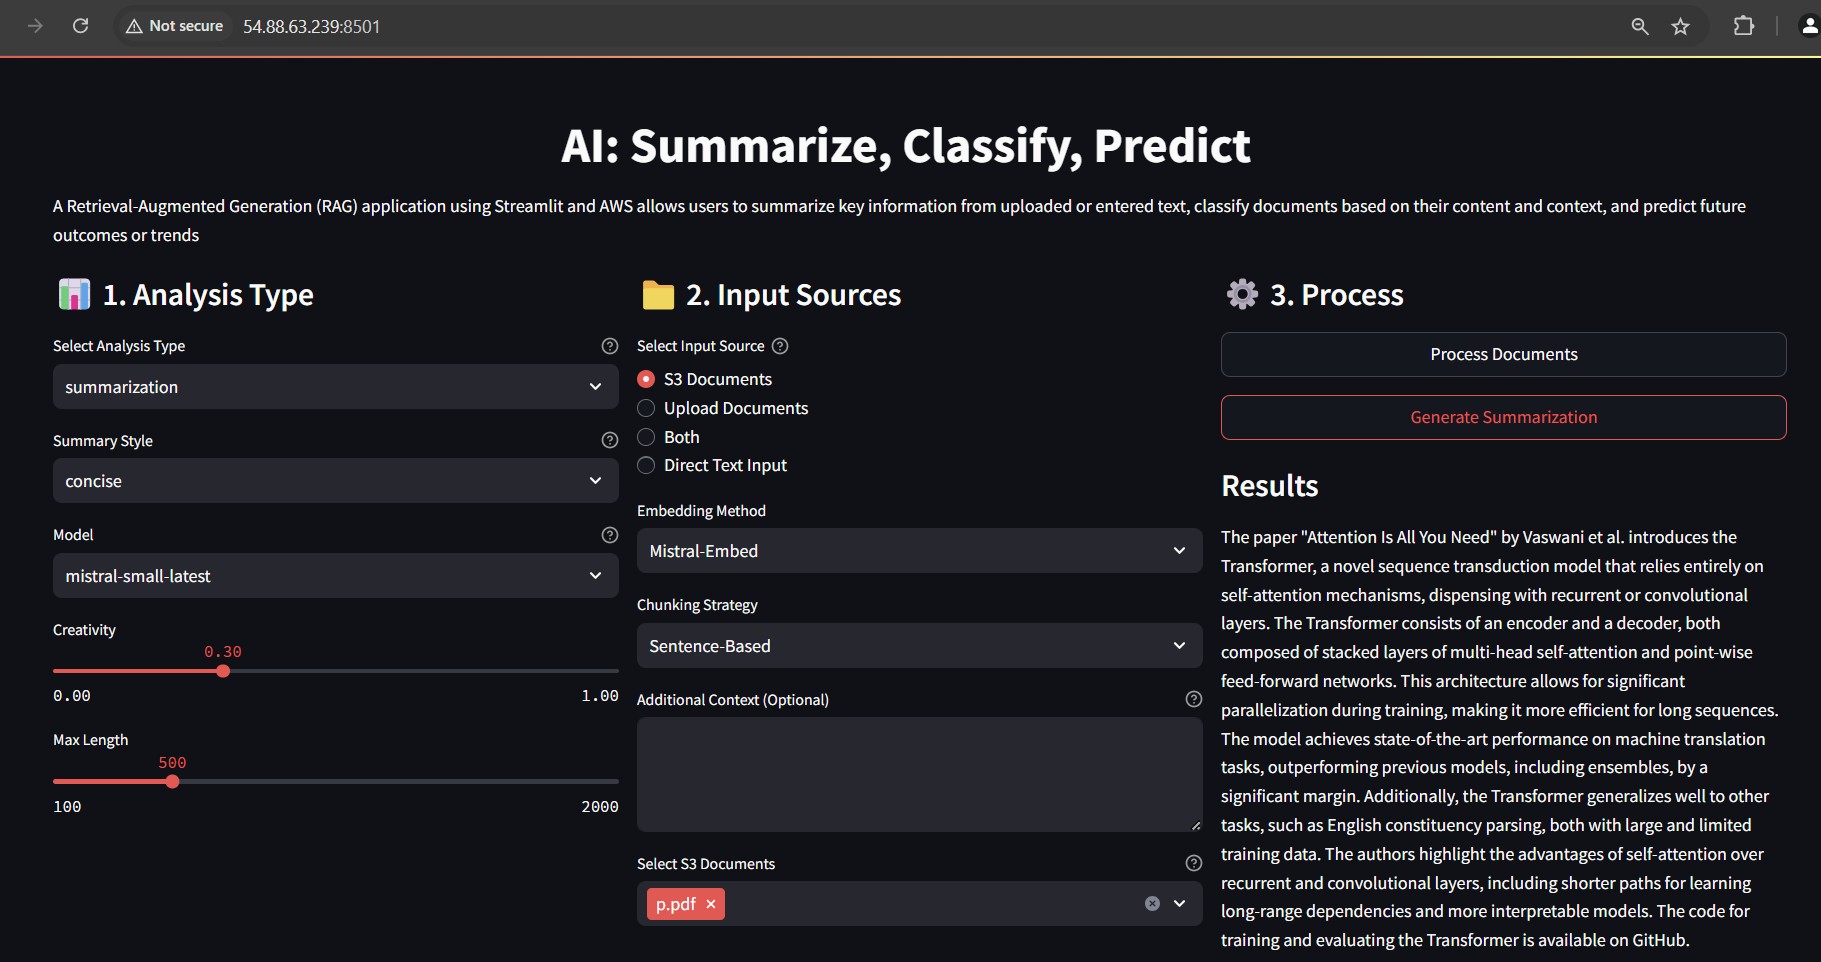 Not secure
54.88.63.239:8501
AI: Summarize, Classify, Predict
A Retrieval-Augmented Generation (RAG) application using Streamlit and AWS allows users to summarize key information from uploaded or entered text, classify documents based on their content and context, and predict future
outcomes or trends
1. Analysis Type
Select Analysis Type
summarization
Summary Style
concise
Model
mistral-small-latest
Creativity
0.30
0.00 1.00
Max Length
500
100 2000
2. Input Sources
Select Input Source
S3 Documents
Upload Documents
Both
Direct Text Input
Embedding Method
Mistral-Embed
Chunking Strategy
Sentence-Based
Additional Context (Optional)
Select S3 Documents
p.pdf
3. Process
Process Documents
Generate Summarization
Results
The paper "Attention Is All You Need" by Vaswani et al. introduces the
Transformer, a novel sequence transduction model that relies entirely on
self-attention mechanisms, dispensing with recurrent or convolutional
layers. The Transformer consists of an encoder and a decoder, both
composed of stacked layers of multi-head self-attention and point-wise
feed-forward networks. This architecture allows for significant
parallelization during training, making it more efficient for long sequences.
The model achieves state-of-the-art performance on machine translation
tasks, outperforming previous models, including ensembles, by a
significant margin. Additionally, the Transformer generalizes well to other
tasks, such as English constituency parsing, both with large and limited
training data. The authors highlight the advantages of self-attention over
recurrent and convolutional layers, including shorter paths for learning
long-range dependencies and more interpretable models. The code for
training and evaluating the Transformer is available on GitHub.